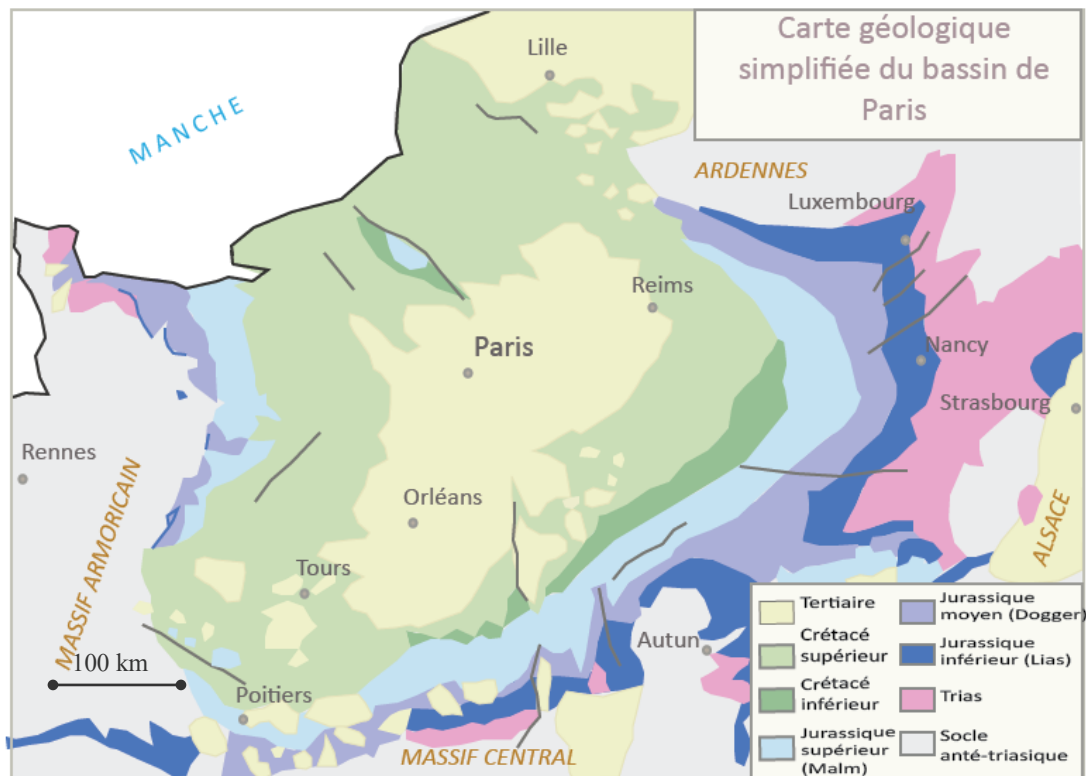 Carte géologique
simplifiée du bassin de
Paris
Lille
MANCHE
ARDENNES
Luxembourg
Reims
Paris
Nancy
Strasbourg
Rennes
Orléans
MASSIF ARMORICAIN
ALSACE
Tours
Autun
100 km
Poitiers
MASSIF CENTRAL
Tertiaire
Crétacé
supérieur
Crétacé
inférieur
Jurassique
supérieur
(Malm)
Jurassique
moyen (Dogger)
Jurassique
inférieur (Lias)
Trias
Socle
anté-triasique